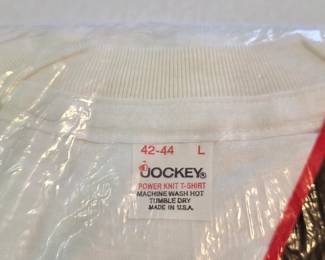 42-44 L
JOCKEY®
POWER KNIT T-SHIRT
MACHINE WASH HOT
TUMBLE DRY
MADE IN U.S.A.